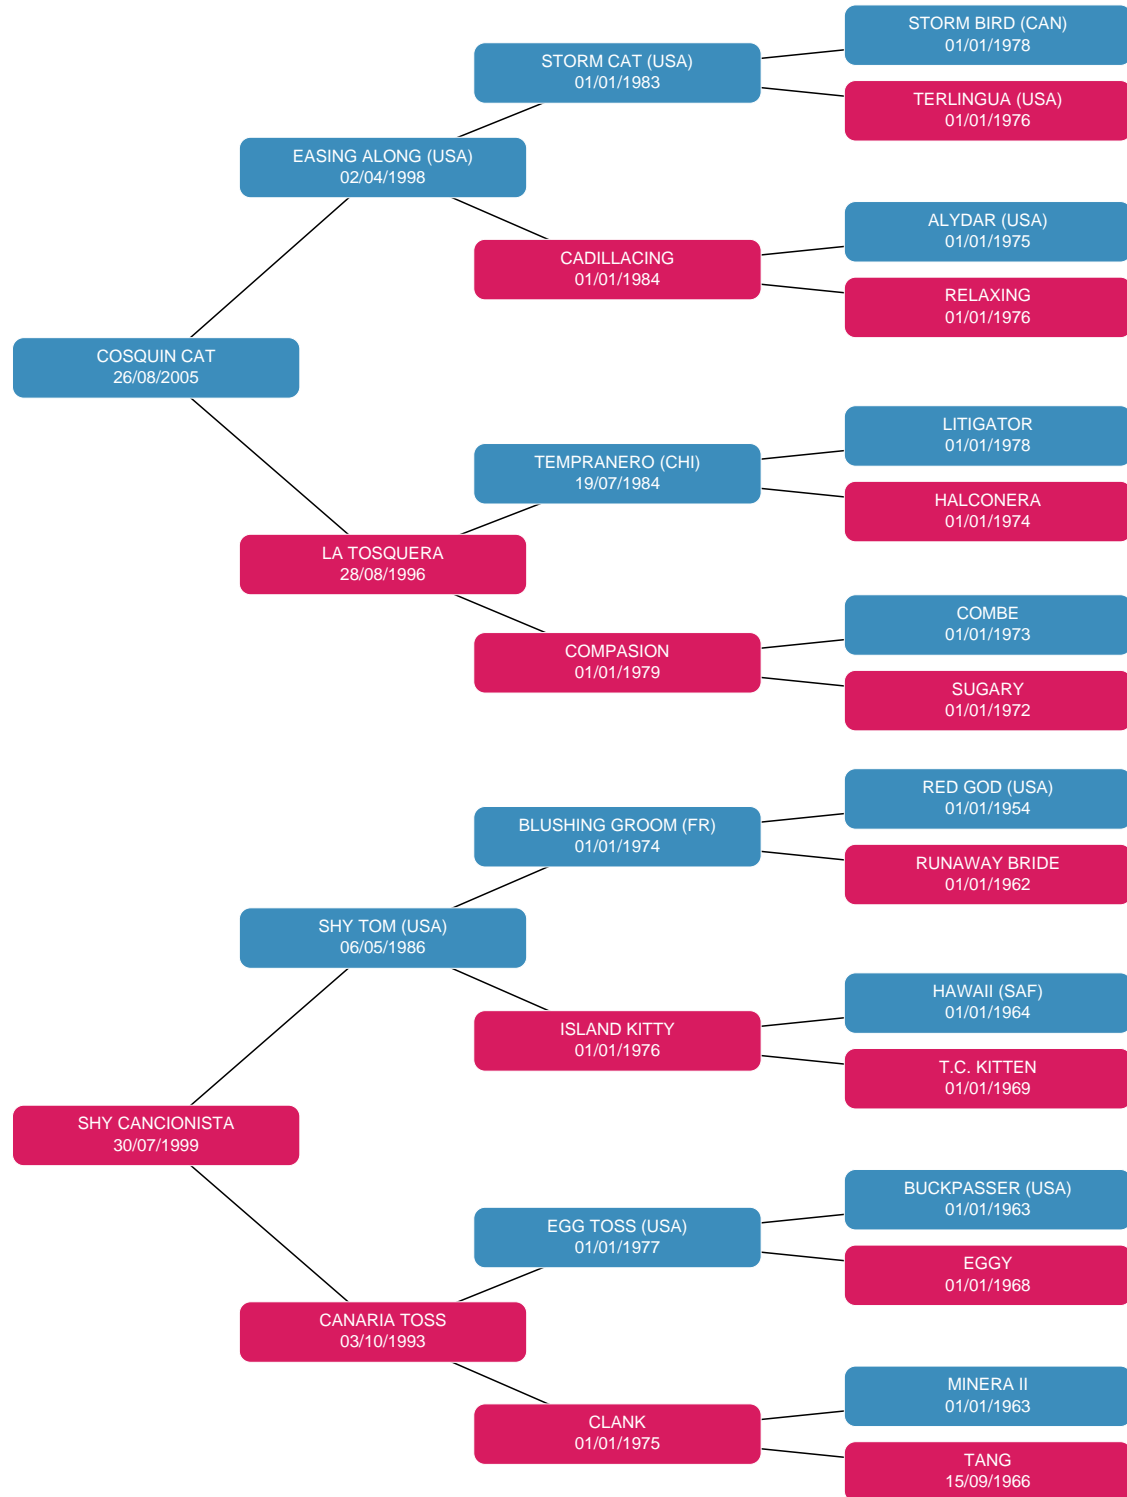 STORM BIRD (CAN)
01/01/1978
STORM CAT (USA)
01/01/1983
TERLINGUA (USA)
01/01/1976
EASING ALONG (USA)
02/04/1998
ALYDAR (USA)
01/01/1975
CADILLACING
01/01/1984
RELAXING
01/01/1976
COSQUIN CAT
26/08/2005
LITIGATOR
01/01/1978
TEMPRANERO (CHI)
19/07/1984
HALCONERA
01/01/1974
LA TOSQUERA
28/08/1996
COMBE
01/01/1973
COMPASION
01/01/1979
SUGARY
01/01/1972
RED GOD (USA)
01/01/1954
BLUSHING GROOM (FR)
01/01/1974
RUNAWAY BRIDE
01/01/1962
SHY TOM (USA)
06/05/1986
HAWAII (SAF)
01/01/1964
ISLAND KITTY
01/01/1976
T.C. KITTEN
01/01/1969
SHY CANCIONISTA
30/07/1999
BUCKPASSER (USA)
01/01/1963
EGG TOSS (USA)
01/01/1977
EGGY
01/01/1968
CANARIA TOSS
03/10/1993
MINERA II
01/01/1963
CLANK
01/01/1975
TANG
15/09/1966